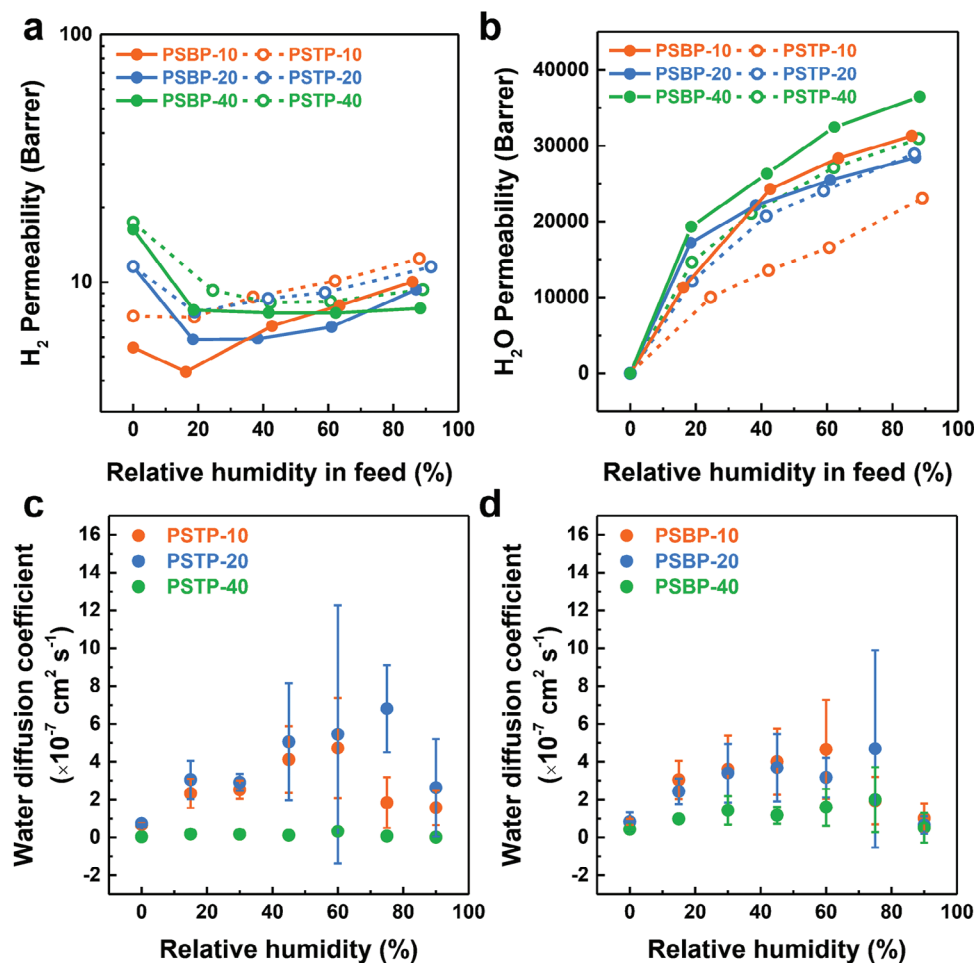 a
100
PSBP-10 PSTP-10
PSBP-20 PSTP-20
PSBP-40 PSTP-40
10
H₂ Permeability (Barrer)
0 20 40 60 80 100
Relative humidity in feed (%)
b
PSBP-10 PSTP-10
PSBP-20 PSTP-20
PSBP-40 PSTP-40
40000
30000
20000
10000
0
H₂O Permeability (Barrer)
0 20 40 60 80 100
Relative humidity in feed (%)
c
PSTP-10
PSTP-20
PSTP-40
16
14
12
10
8
6
4
2
0
-2
Water diffusion coefficient
(×10⁻⁷ cm² s⁻¹)
0 20 40 60 80 100
Relative humidity (%)
d
PSBP-10
PSBP-20
PSBP-40
16
14
12
10
8
6
4
2
0
-2
Water diffusion coefficient
(×10⁻⁷ cm² s⁻¹)
0 20 40 60 80 100
Relative humidity (%)